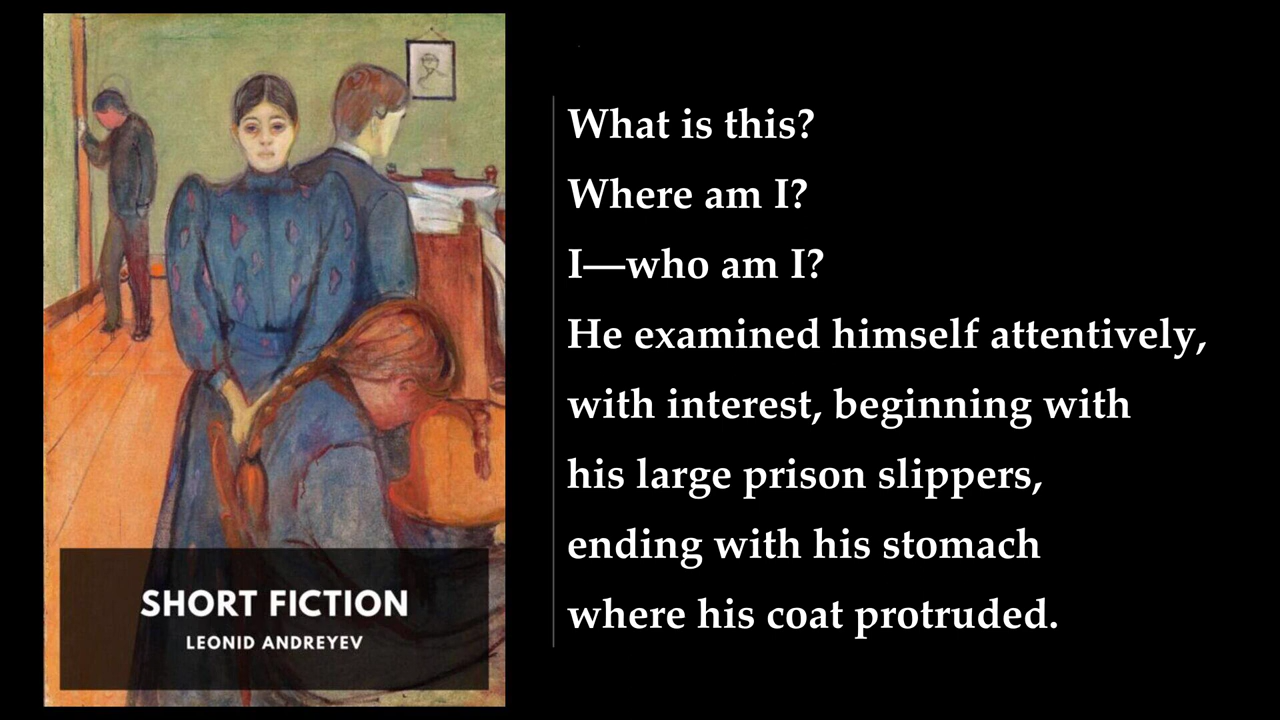 SHORT FICTION
LEONID ANDREYEV
What is this?
Where am I?
I—who am I?
He examined himself attentively,
with interest, beginning with
his large prison slippers,
ending with his stomach
where his coat protruded.